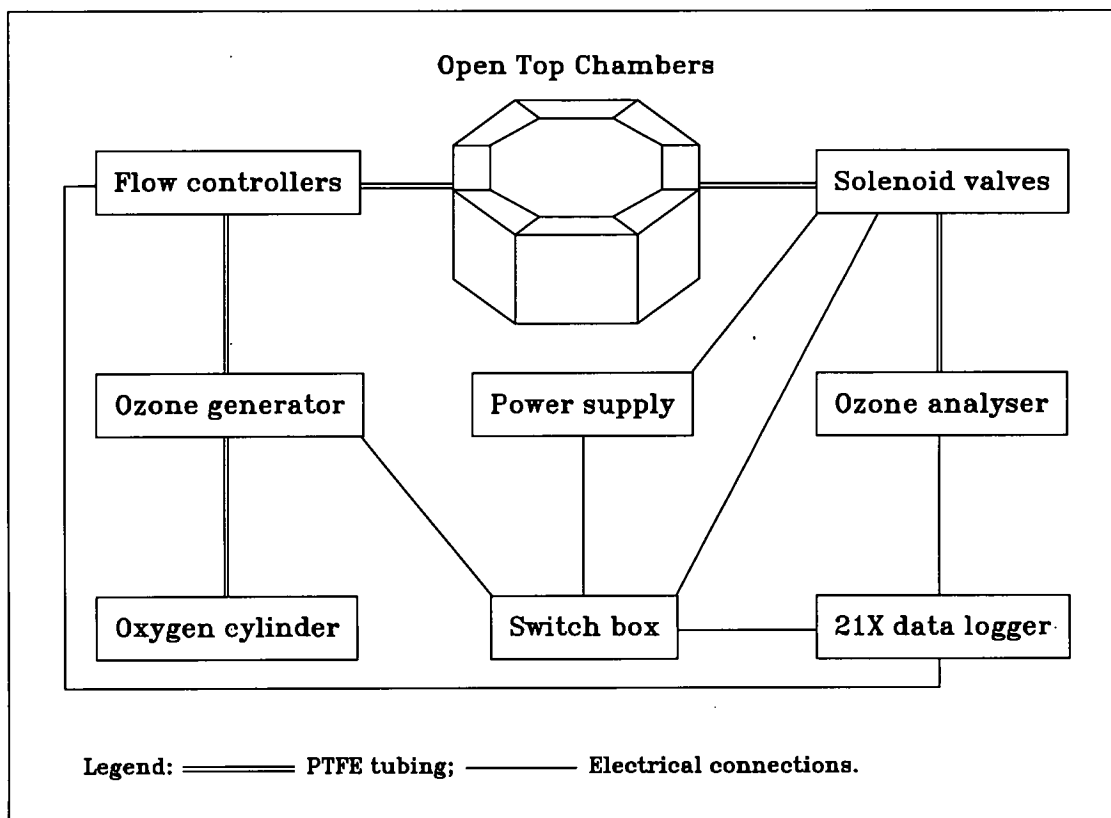 Open Top Chambers
Flow controllers
Solenoid valves
Ozone generator
Power supply
Ozone analyser
Oxygen cylinder
Switch box
21X data logger
Legend: PTFE tubing; Electrical connections.